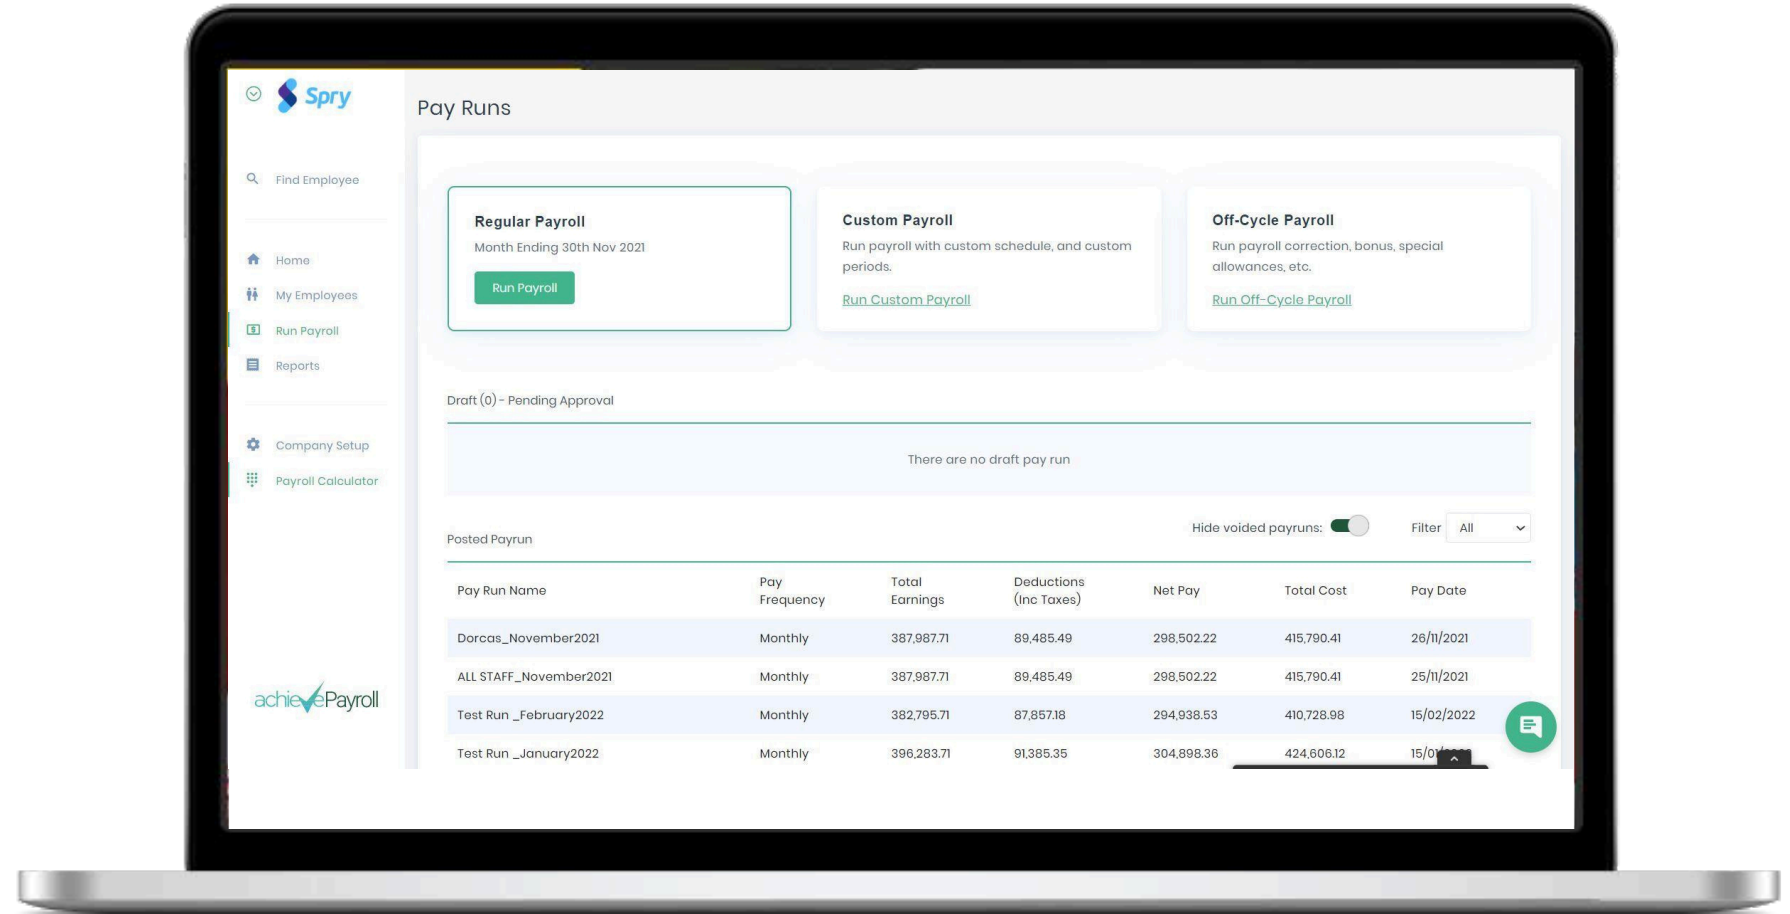 Spry
Pay Runs
Find Employee
Home
My Employees
Run Payroll
Reports
Company Setup
Payroll Calculator
achievePayroll
Regular Payroll
Month Ending 30th Nov 2021
Run Payroll
Custom Payroll
Run payroll with custom schedule, and custom
periods.
Run Custom Payroll
Off-Cycle Payroll
Run payroll correction, bonus, special
allowances, etc.
Run Off-Cycle Payroll
Draft (0) - Pending Approval
There are no draft pay run
Posted Payrun
Hide voided payruns:
Filter All
Pay Run Name Pay Frequency Total Earnings Deductions (Inc Taxes) Net Pay Total Cost Pay Date
Dorcas_November2021 Monthly 387,987.71 89,485.49 298,502.22 415,790.41 26/11/2021
ALL STAFF_November2021 Monthly 387,987.71 89,485.49 298,502.22 415,790.41 25/11/2021
Test Run _February2022 Monthly 382,795.71 87,857.18 294,938.53 410,728.98 15/02/2022
Test Run _January2022 Monthly 396,283.71 91,385.35 304,898.36 424,606.12